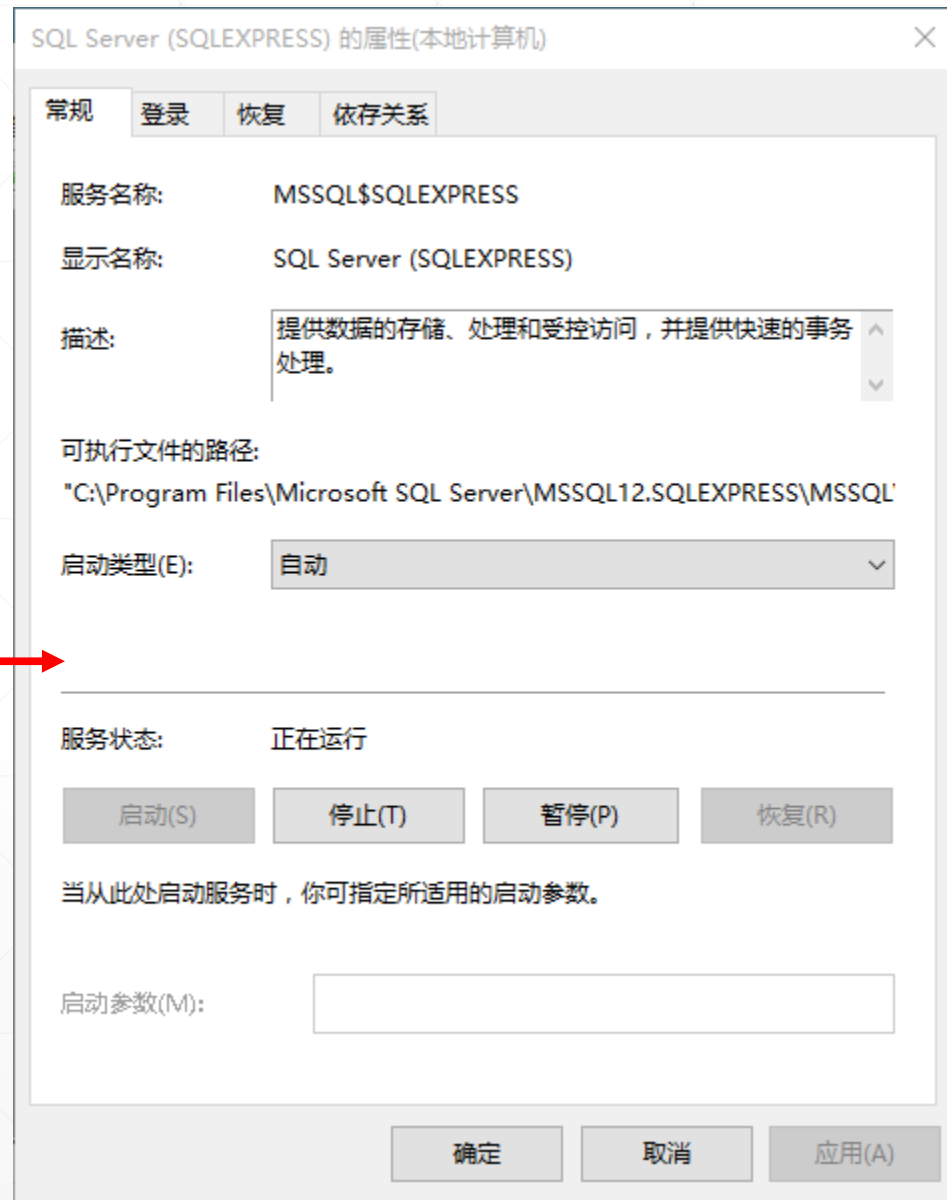 SQL Server (SQLEXPRESS) 的属性(本地计算机)
常规 登录 恢复 依存关系
服务名称: MSSQL$SQLEXPRESS
显示名称: SQL Server (SQLEXPRESS)
描述: 提供数据的存储、处理和受控访问，并提供快速的事务
处理。
可执行文件的路径:
"C:\Program Files\Microsoft SQL Server\MSSQL12.SQLEXPRESS\MSSQL\
启动类型(E): 自动
服务状态: 正在运行
启动(S) 停止(T) 暂停(P) 恢复(R)
当从此处启动服务时，你可指定所适用的启动参数。
启动参数(M):
确定 取消 应用(A)